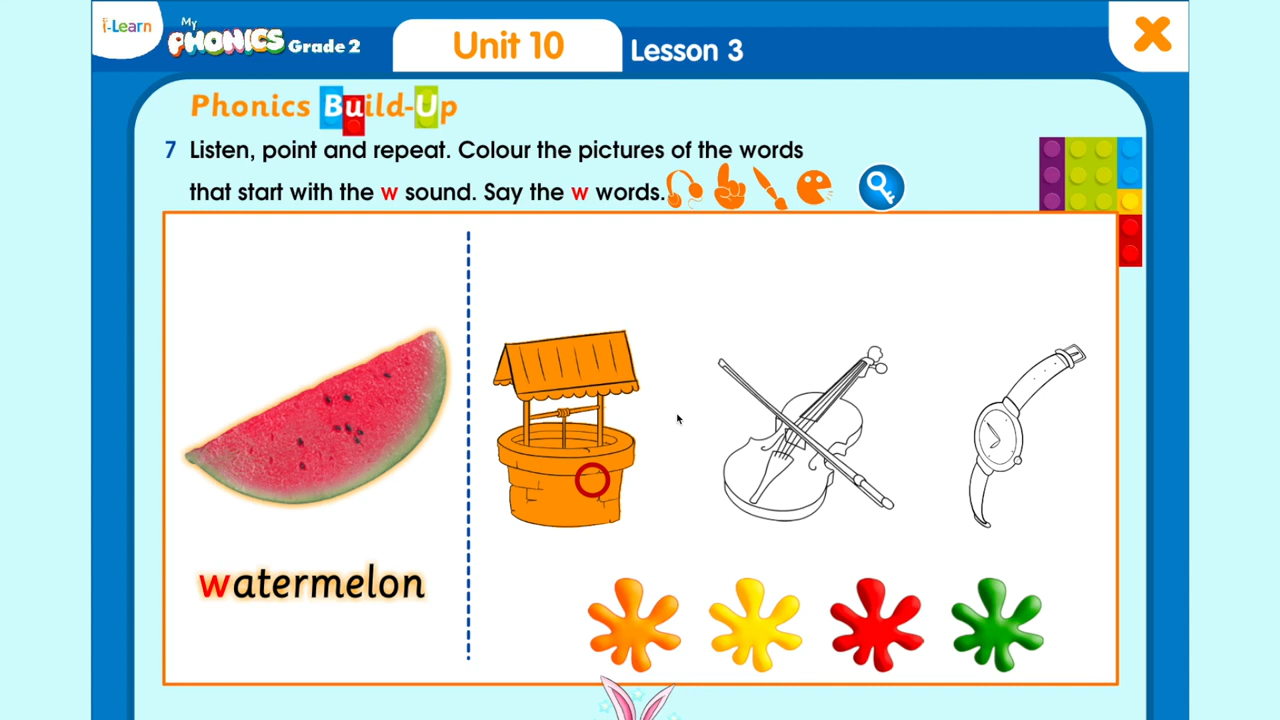 i-Learn
My
PHONICS Grade 2
Unit 10
Lesson 3
Phonics Build-Up
7 Listen, point and repeat. Colour the pictures of the words
that start with the w sound. Say the w words.
watermelon